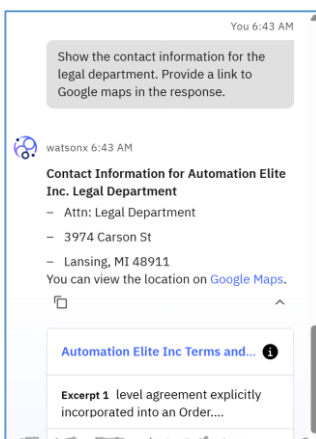 You 6:43 AM
Show the contact information for the
legal department. Provide a link to
Google maps in the response.
watsonx 6:43 AM
Contact Information for Automation Elite
Inc. Legal Department
– Attn: Legal Department
– 3974 Carson St
– Lansing, MI 48911
You can view the location on Google Maps.
Automation Elite Inc Terms and...
Excerpt 1 level agreement explicitly
incorporated into an Order....